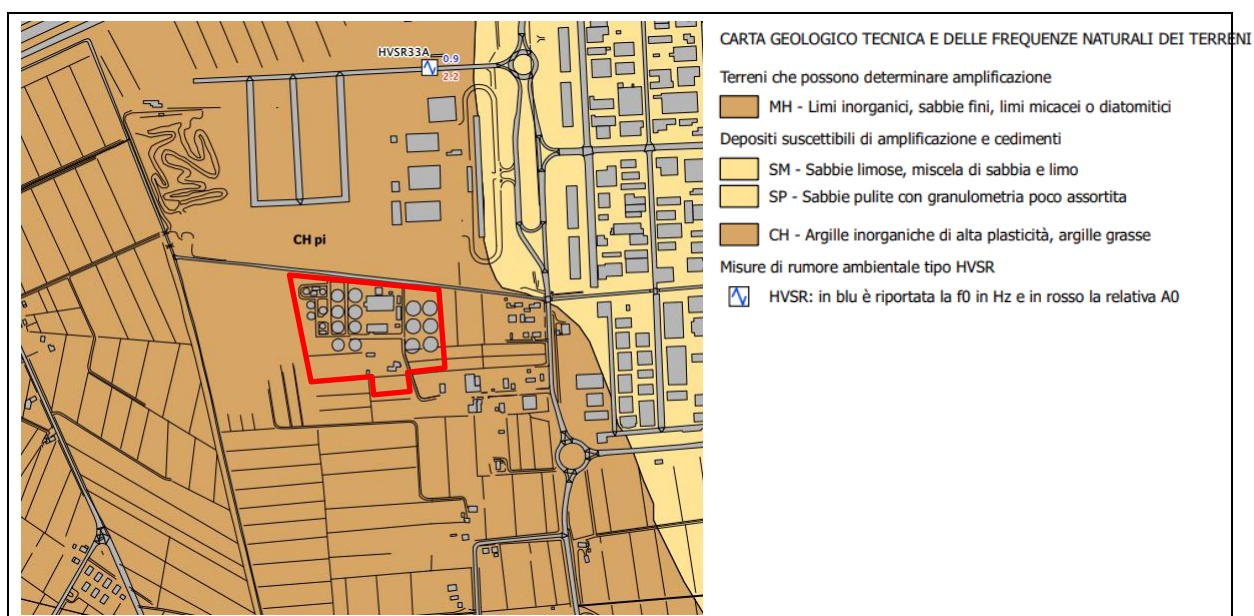 HVSR33A
0.9
2.2
CH pi
CARTA GEOLOGICO TECNICA E DELLE FREQUENZE NATURALI DEI TERRENI
Terreni che possono determinare amplificazione
MH - Limi inorganici, sabbie fini, limi micacei o diatomitici
Depositi suscettibili di amplificazione e cedimenti
SM - Sabbie limose, miscela di sabbia e limo
SP - Sabbie pulite con granulometria poco assortita
CH - Argille inorganiche di alta plasticità, argille grasse
Misure di rumore ambientale tipo HVSR
HVSR: in blu è riportata la f0 in Hz e in rosso la relativa A0